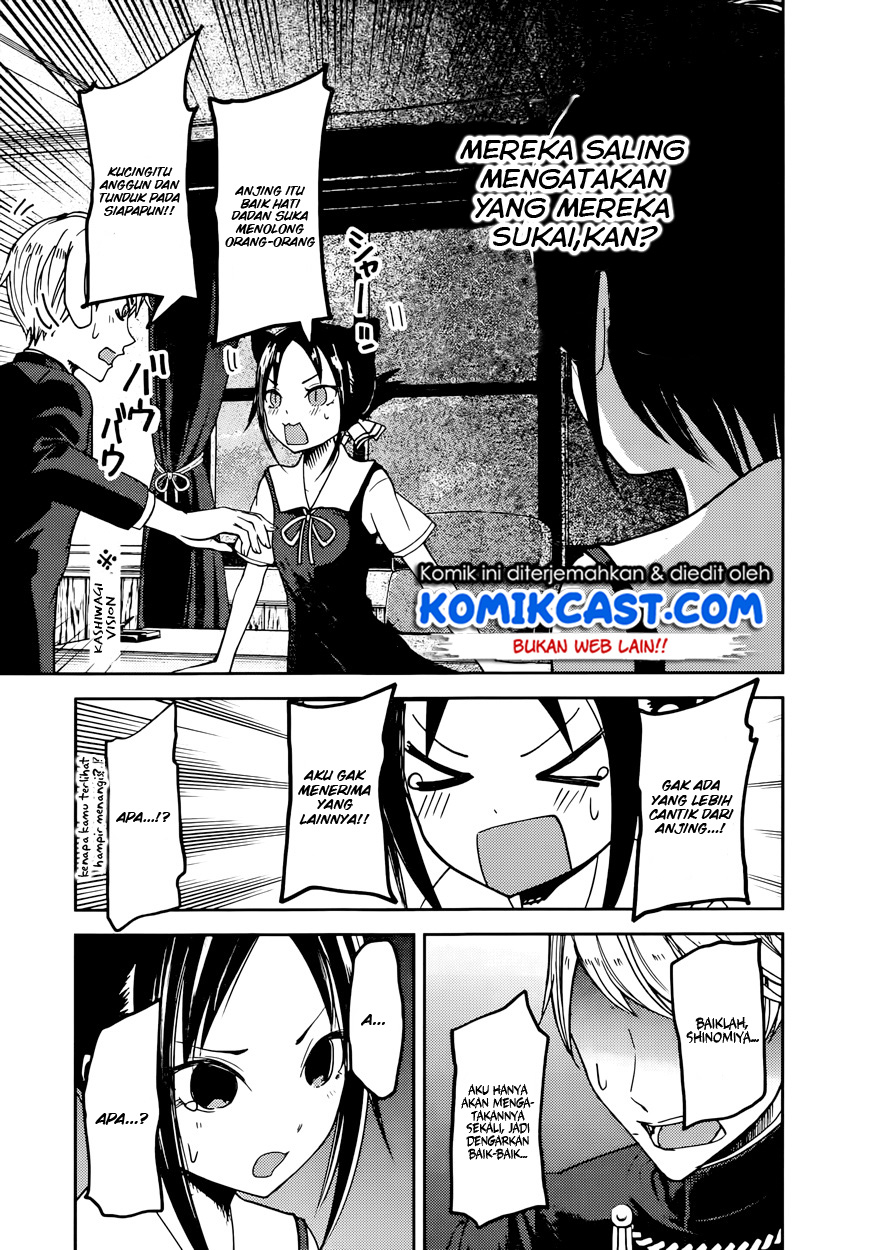 MEREKA SALING
MENGATAKAN
YANG MEREKA
SUKAI,KAN?
ANJING ITU
BAIK HATI
DADAN SUKA
MENOLONG
ORANG-ORANG
KUCINGITU
ANGGUN DAN
TUNDUK PADA
SIAPAPUN!!
シャーッ
バウ
バウ
※
KASHIWAGI
VISION
Komik ini diterjemahkan & diedit oleh
KOMIKCAST.COM
BUKAN WEB LAIN!!
GAK ADA
YANG LEBIH
CANTIK DARI
ANJING...!
AKU GAK
MENERIMA
YANG
LAINNYA!!
APA...!?
kenapa kamu terlihat
hampir menangis?!
BAIKLAH,
SHINOMIYA...
AKU HANYA
AKAN MENGA-
TAKANNYA
SEKALI, JADI
DENGARKAN
BAIK-BAIK...
A...
APA...?